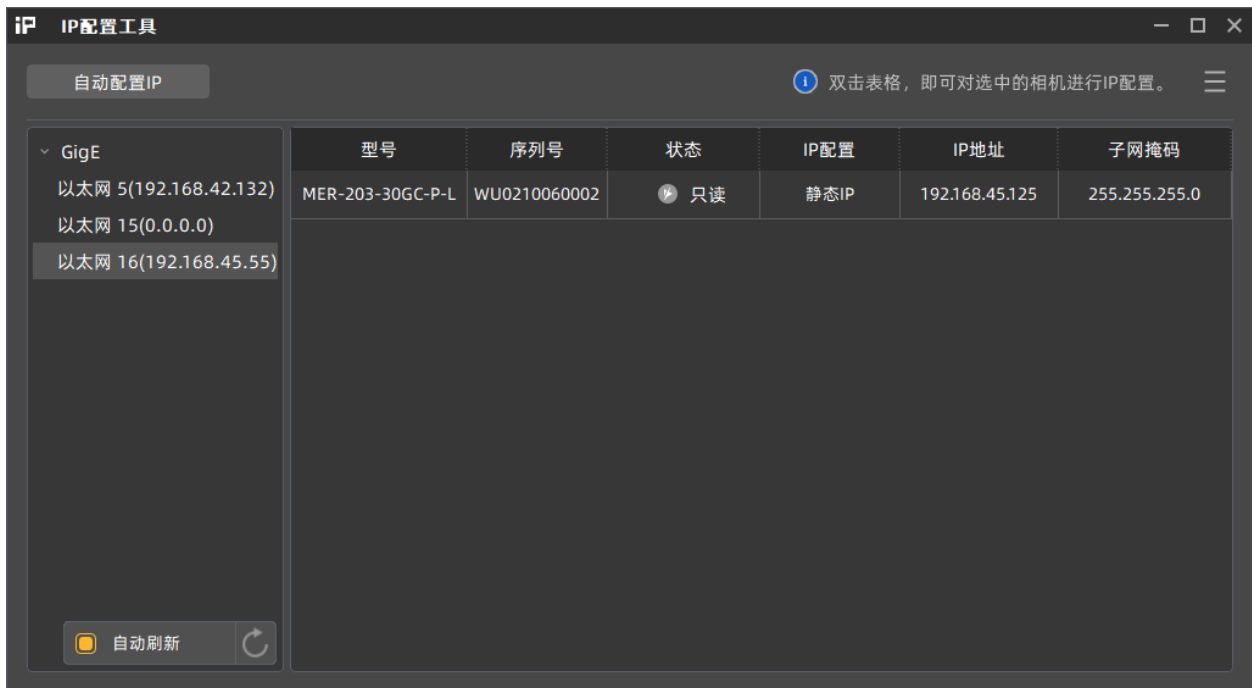 iP IP配置工具
自动配置IP
双击表格，即可对选中的相机进行IP配置。
GigE
以太网 5(192.168.42.132)
以太网 15(0.0.0.0)
以太网 16(192.168.45.55)
型号 序列号 状态 IP配置 IP地址 子网掩码
MER-203-30GC-P-L WU0210060002 只读 静态IP 192.168.45.125 255.255.255.0
自动刷新